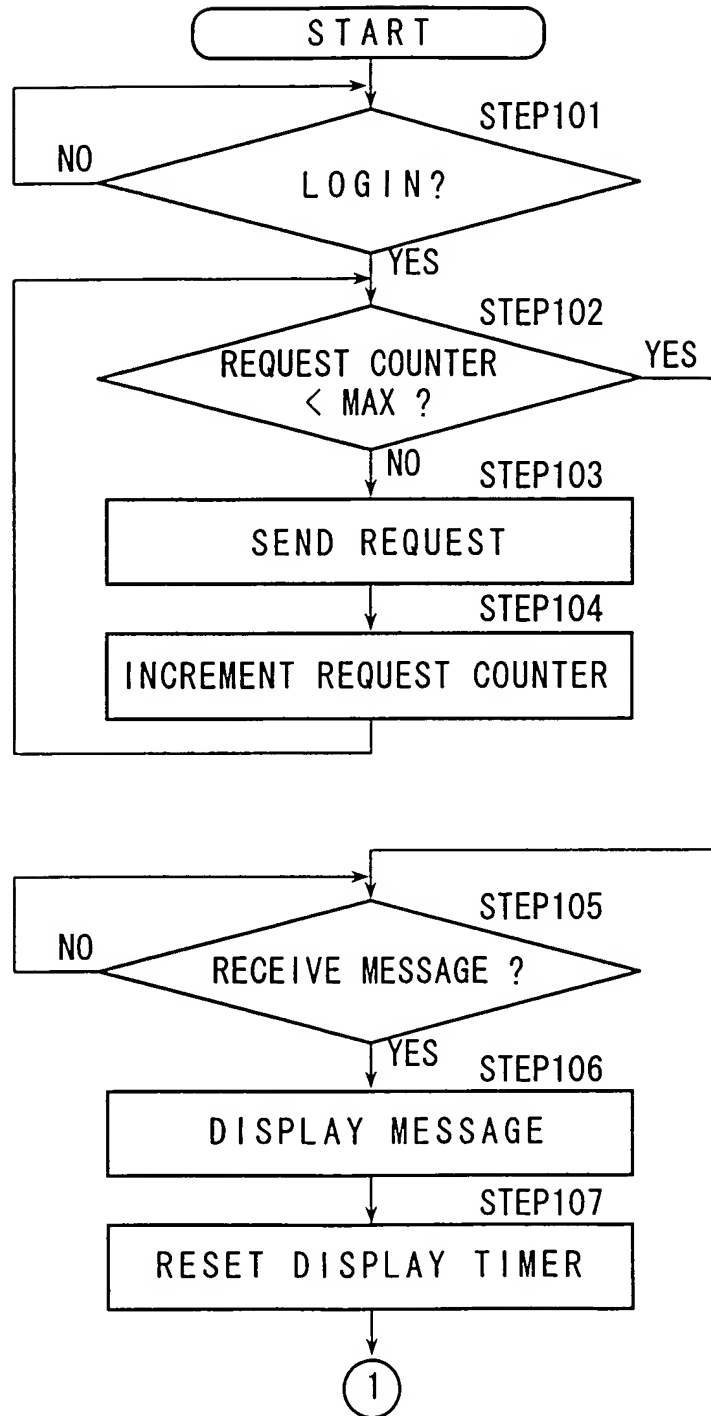 START
STEP101
NO
LOGIN?
YES
STEP102
REQUEST COUNTER
< MAX ?
YES
NO
STEP103
SEND REQUEST
STEP104
INCREMENT REQUEST COUNTER
STEP105
NO
RECEIVE MESSAGE ?
YES
STEP106
DISPLAY MESSAGE
STEP107
RESET DISPLAY TIMER
1